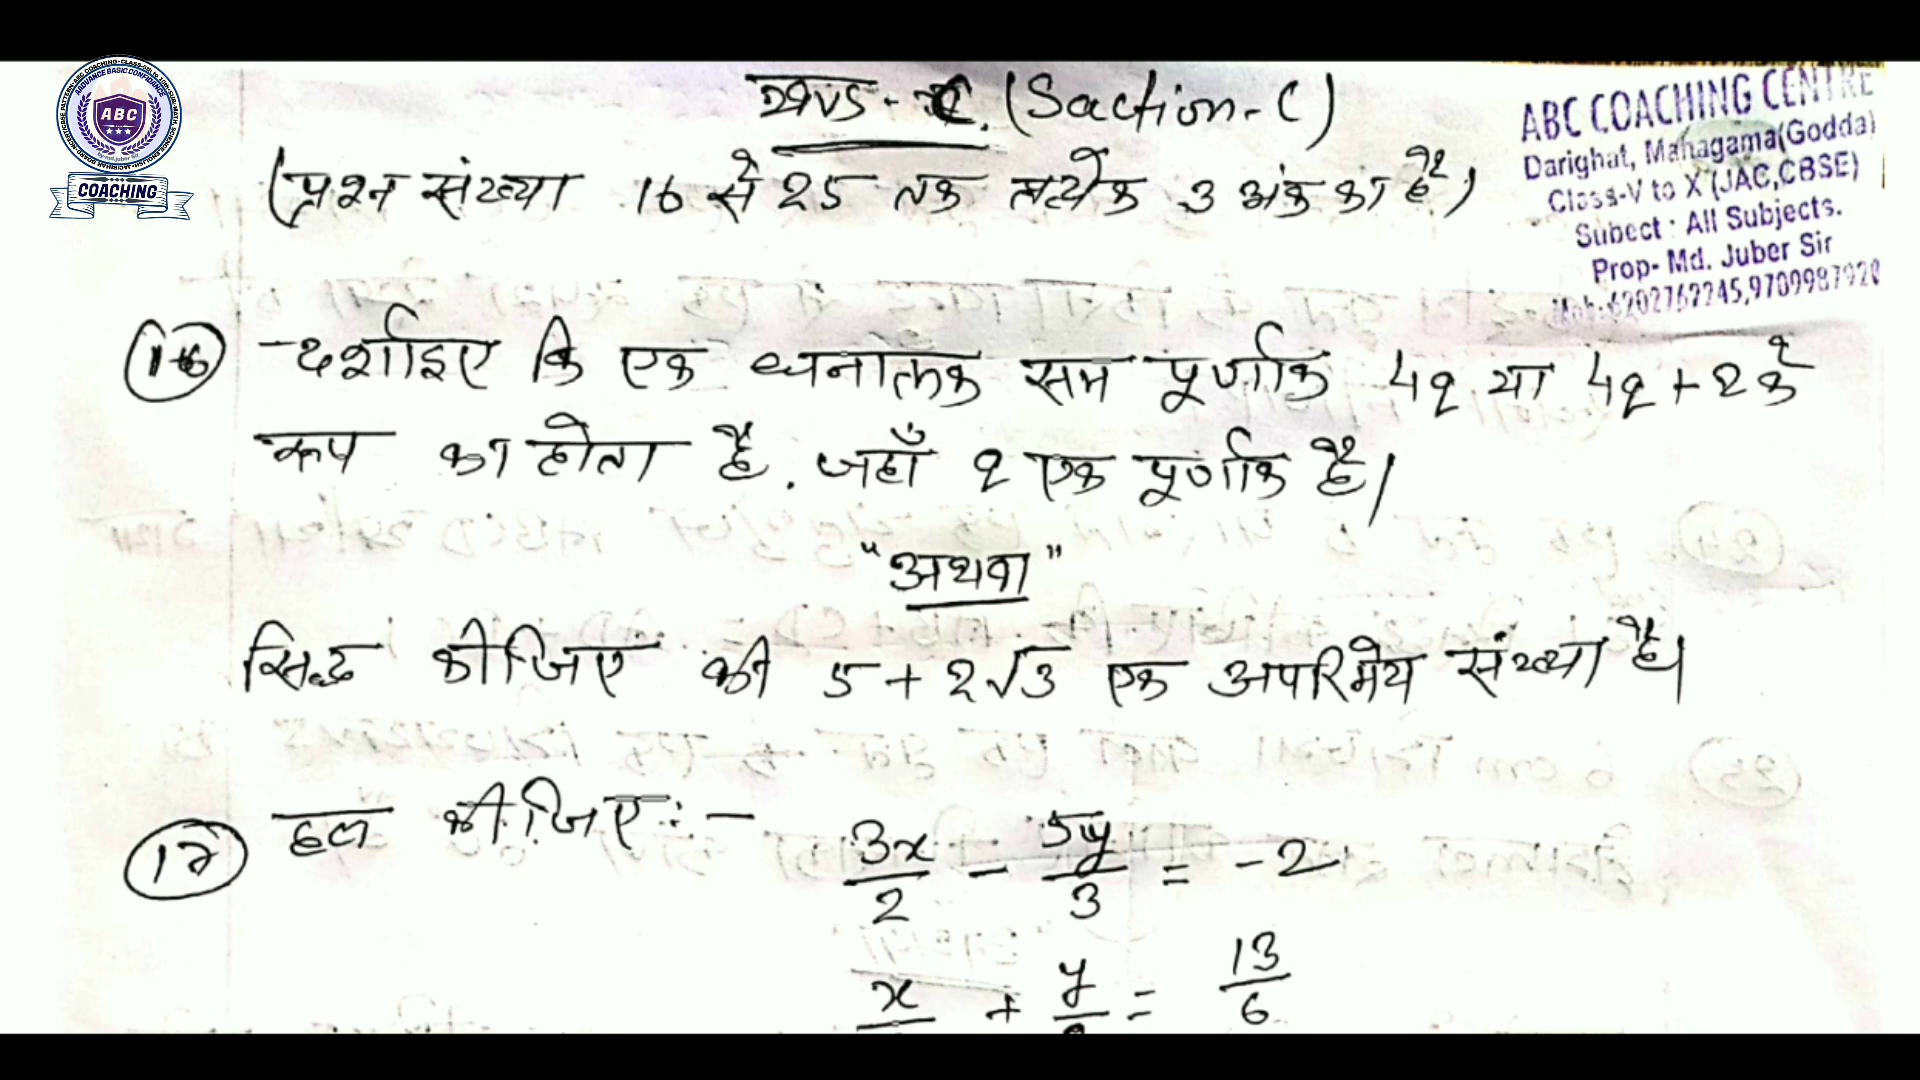 खण्ड - C. (Saction-C)
(प्रश्न संख्या 16 से 25 तक प्रत्येक 3 अंक का है)
ABC COACHING CENTRE
Darighat, Mahagama(Godda)
Class-V to X (JAC,CBSE)
Subect : All Subjects.
Prop- Md. Juber Sir
ABC
COACHING
(16) दर्शाइए कि एक धनात्मक सम पूर्णांक 4q या 4q + 2 के
रूप का होता है. जहाँ q एक पूर्णांक है।
"अथवा"
सिद्ध कीजिए की 5 + 2√3 एक अपरिमेय संख्या है।
(17) हल कीजिए :- 3x/2 - 5y/3 = -2
x + y = 13/6